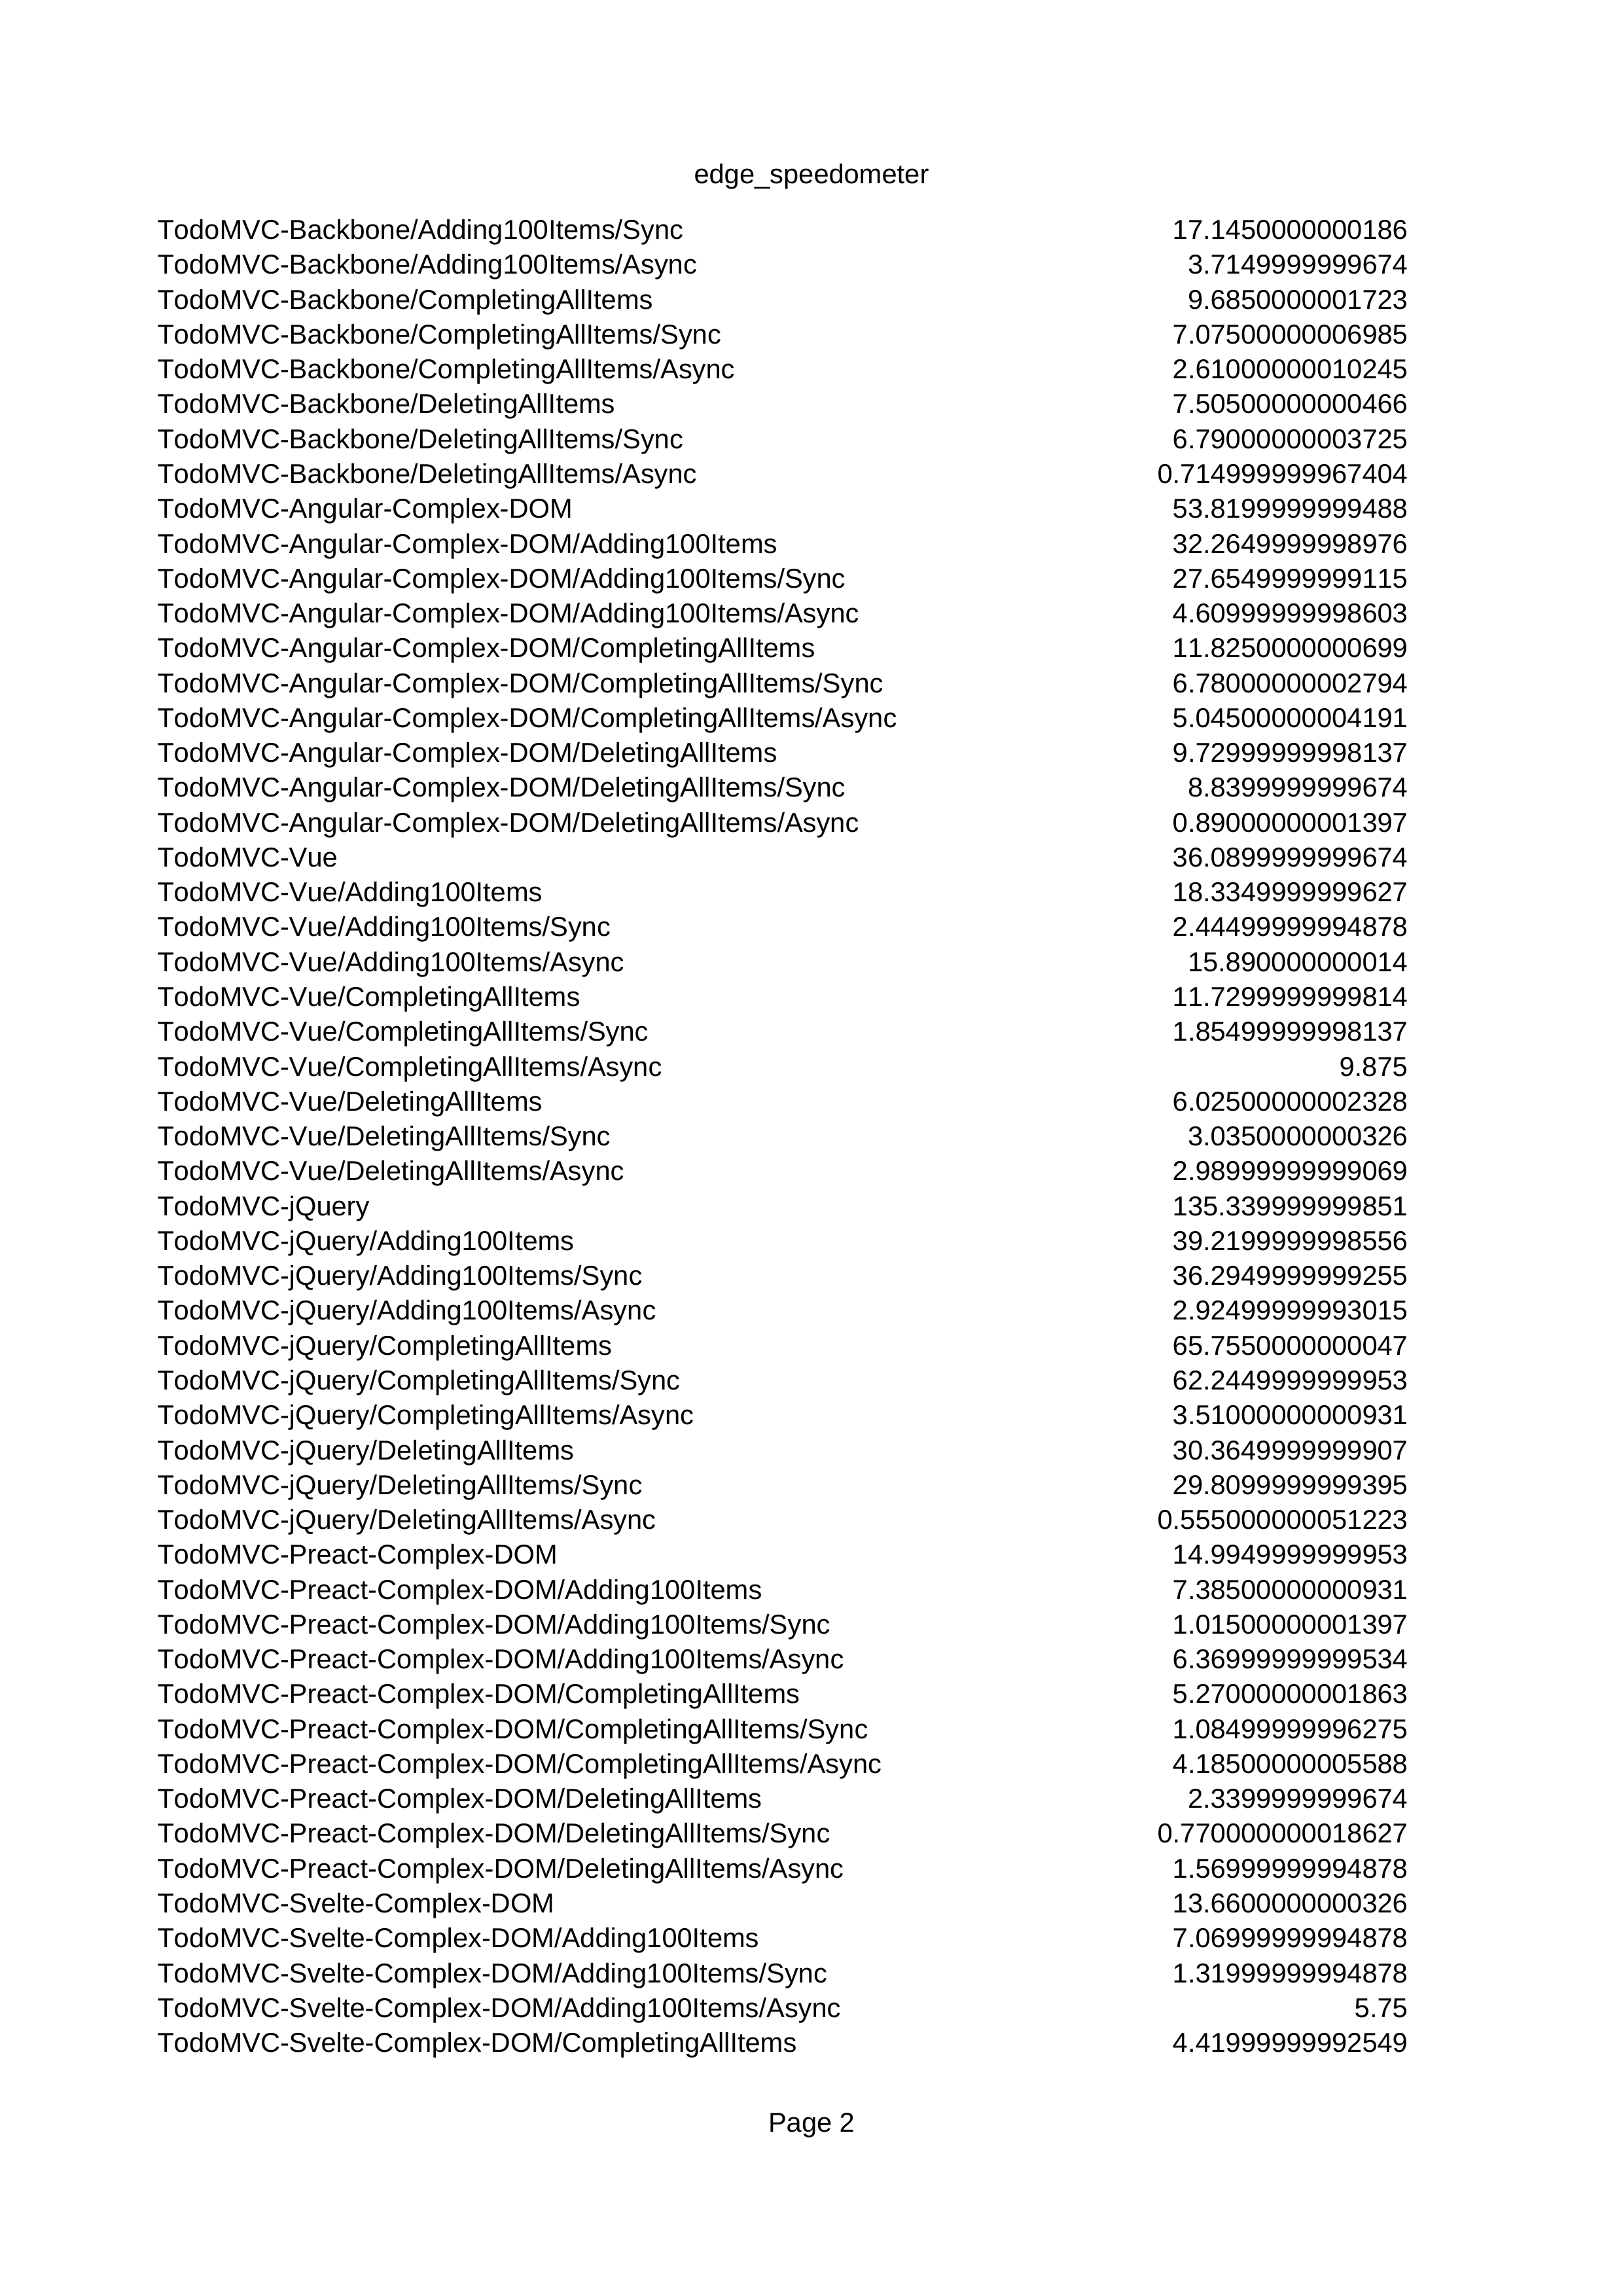 edge_speedometer
TodoMVC-Backbone/Adding100Items/Sync 17.1450000000186
TodoMVC-Backbone/Adding100Items/Async 3.7149999999674
TodoMVC-Backbone/CompletingAllItems 9.6850000001723
TodoMVC-Backbone/CompletingAllItems/Sync 7.07500000006985
TodoMVC-Backbone/CompletingAllItems/Async 2.61000000010245
TodoMVC-Backbone/DeletingAllItems 7.50500000000466
TodoMVC-Backbone/DeletingAllItems/Sync 6.79000000003725
TodoMVC-Backbone/DeletingAllItems/Async 0.714999999967404
TodoMVC-Angular-Complex-DOM 53.8199999999488
TodoMVC-Angular-Complex-DOM/Adding100Items 32.2649999998976
TodoMVC-Angular-Complex-DOM/Adding100Items/Sync 27.6549999999115
TodoMVC-Angular-Complex-DOM/Adding100Items/Async 4.60999999998603
TodoMVC-Angular-Complex-DOM/CompletingAllItems 11.8250000000699
TodoMVC-Angular-Complex-DOM/CompletingAllItems/Sync 6.78000000002794
TodoMVC-Angular-Complex-DOM/CompletingAllItems/Async 5.04500000004191
TodoMVC-Angular-Complex-DOM/DeletingAllItems 9.72999999998137
TodoMVC-Angular-Complex-DOM/DeletingAllItems/Sync 8.8399999999674
TodoMVC-Angular-Complex-DOM/DeletingAllItems/Async 0.89000000001397
TodoMVC-Vue 36.0899999999674
TodoMVC-Vue/Adding100Items 18.3349999999627
TodoMVC-Vue/Adding100Items/Sync 2.44499999994878
TodoMVC-Vue/Adding100Items/Async 15.890000000014
TodoMVC-Vue/CompletingAllItems 11.7299999999814
TodoMVC-Vue/CompletingAllItems/Sync 1.85499999998137
TodoMVC-Vue/CompletingAllItems/Async 9.875
TodoMVC-Vue/DeletingAllItems 6.02500000002328
TodoMVC-Vue/DeletingAllItems/Sync 3.0350000000326
TodoMVC-Vue/DeletingAllItems/Async 2.98999999999069
TodoMVC-jQuery 135.339999999851
TodoMVC-jQuery/Adding100Items 39.2199999998556
TodoMVC-jQuery/Adding100Items/Sync 36.2949999999255
TodoMVC-jQuery/Adding100Items/Async 2.92499999993015
TodoMVC-jQuery/CompletingAllItems 65.7550000000047
TodoMVC-jQuery/CompletingAllItems/Sync 62.2449999999953
TodoMVC-jQuery/CompletingAllItems/Async 3.51000000000931
TodoMVC-jQuery/DeletingAllItems 30.3649999999907
TodoMVC-jQuery/DeletingAllItems/Sync 29.8099999999395
TodoMVC-jQuery/DeletingAllItems/Async 0.555000000051223
TodoMVC-Preact-Complex-DOM 14.9949999999953
TodoMVC-Preact-Complex-DOM/Adding100Items 7.38500000000931
TodoMVC-Preact-Complex-DOM/Adding100Items/Sync 1.01500000001397
TodoMVC-Preact-Complex-DOM/Adding100Items/Async 6.36999999999534
TodoMVC-Preact-Complex-DOM/CompletingAllItems 5.27000000001863
TodoMVC-Preact-Complex-DOM/CompletingAllItems/Sync 1.08499999996275
TodoMVC-Preact-Complex-DOM/CompletingAllItems/Async 4.18500000005588
TodoMVC-Preact-Complex-DOM/DeletingAllItems 2.3399999999674
TodoMVC-Preact-Complex-DOM/DeletingAllItems/Sync 0.770000000018627
TodoMVC-Preact-Complex-DOM/DeletingAllItems/Async 1.56999999994878
TodoMVC-Svelte-Complex-DOM 13.6600000000326
TodoMVC-Svelte-Complex-DOM/Adding100Items 7.06999999994878
TodoMVC-Svelte-Complex-DOM/Adding100Items/Sync 1.31999999994878
TodoMVC-Svelte-Complex-DOM/Adding100Items/Async 5.75
TodoMVC-Svelte-Complex-DOM/CompletingAllItems 4.41999999992549
Page 2